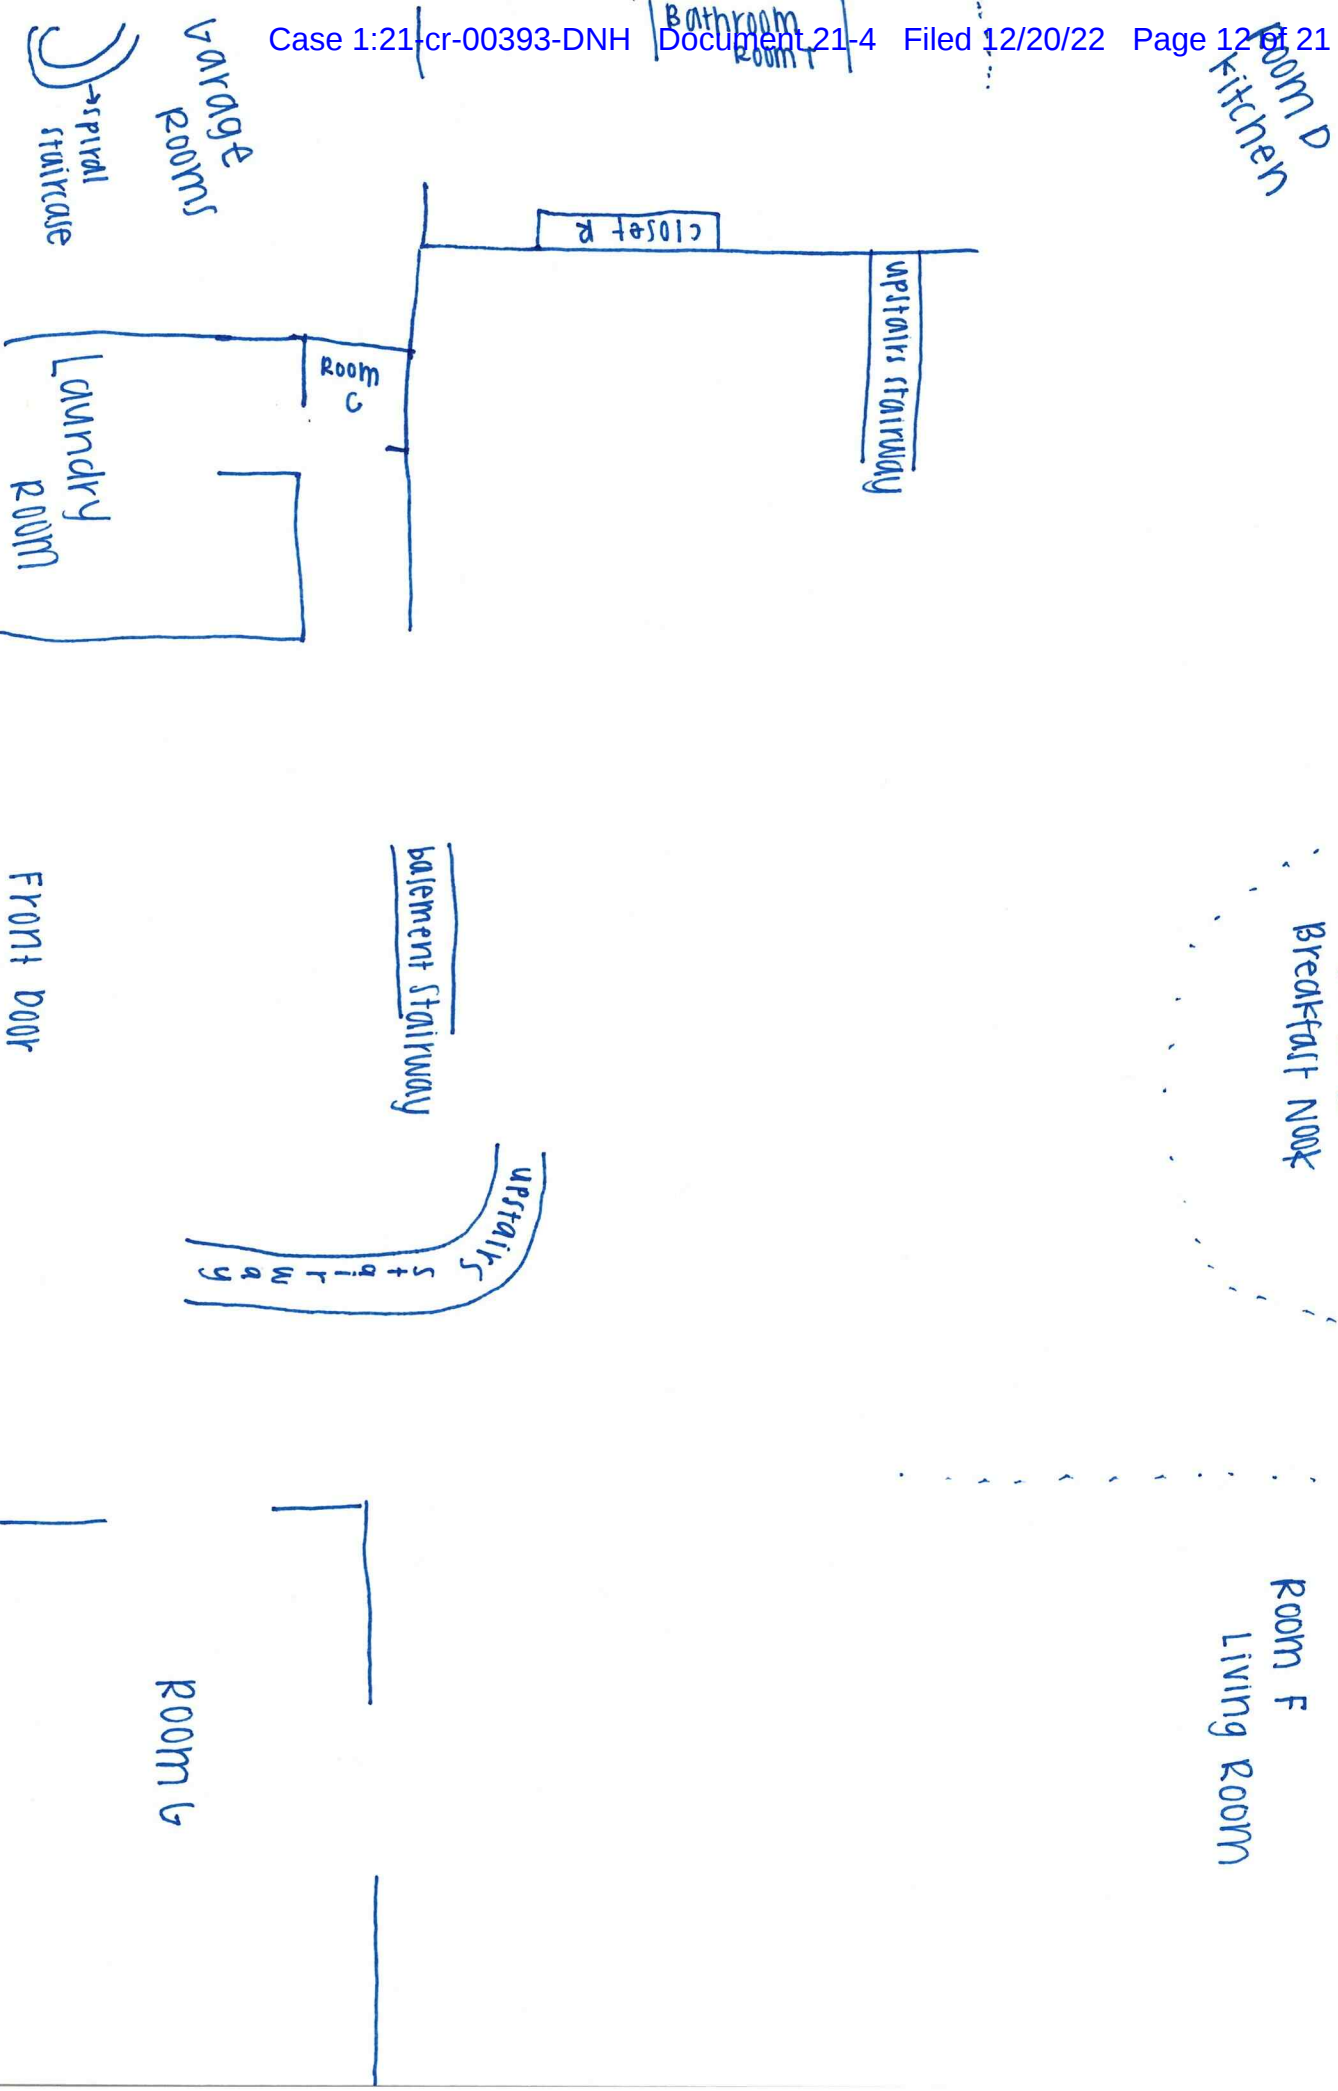 Case 1:21-cr-00393-DNH Document 21-4 Filed 12/20/22 Page 12 of 21
Bathroom
Room
Room D
Kitchen
Garage
Rooms
spiral
staircase
closet R
upstairs stairway
Room
C
Laundry
Room
Front Door
basement Stairway
upstairs
stairway
Breakfast Nook
Room F
Living Room
Room G